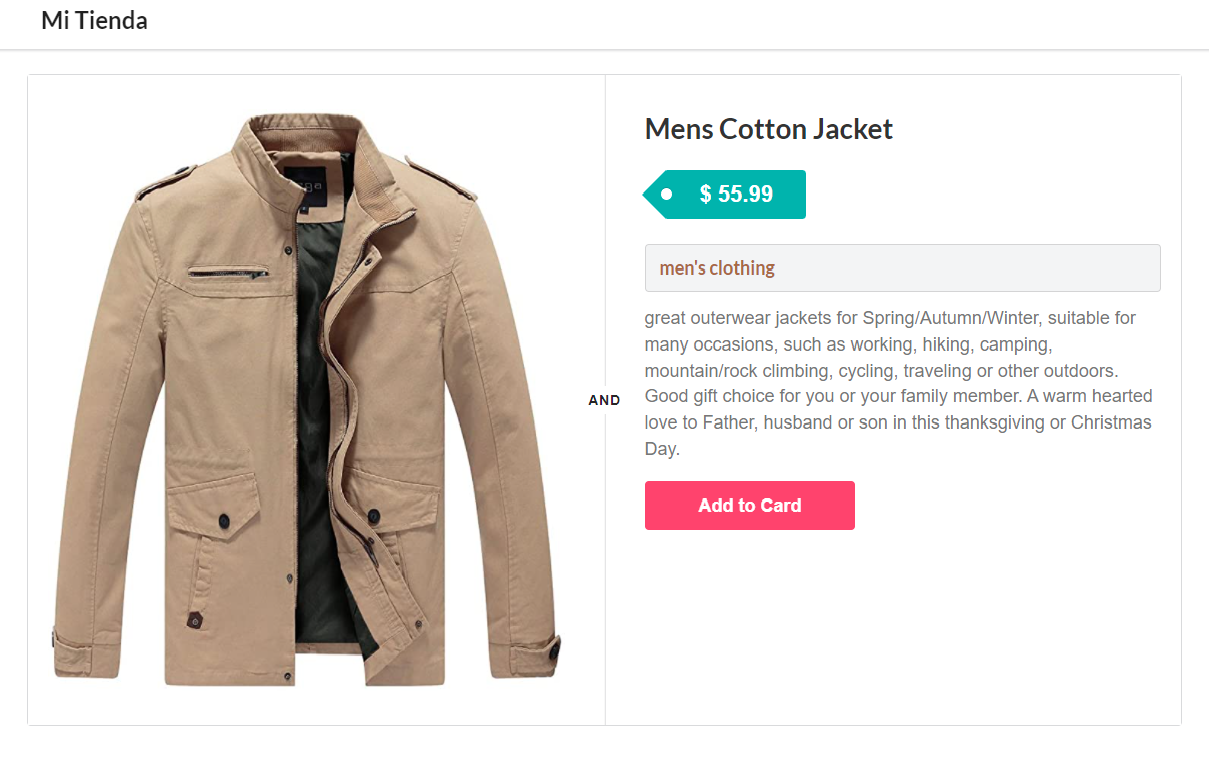 Mi Tienda
Mens Cotton Jacket
$ 55.99
men's clothing
great outerwear jackets for Spring/Autumn/Winter, suitable for
many occasions, such as working, hiking, camping,
mountain/rock climbing, cycling, traveling or other outdoors.
Good gift choice for you or your family member. A warm hearted
love to Father, husband or son in this thanksgiving or Christmas
Day.
AND
Add to Card